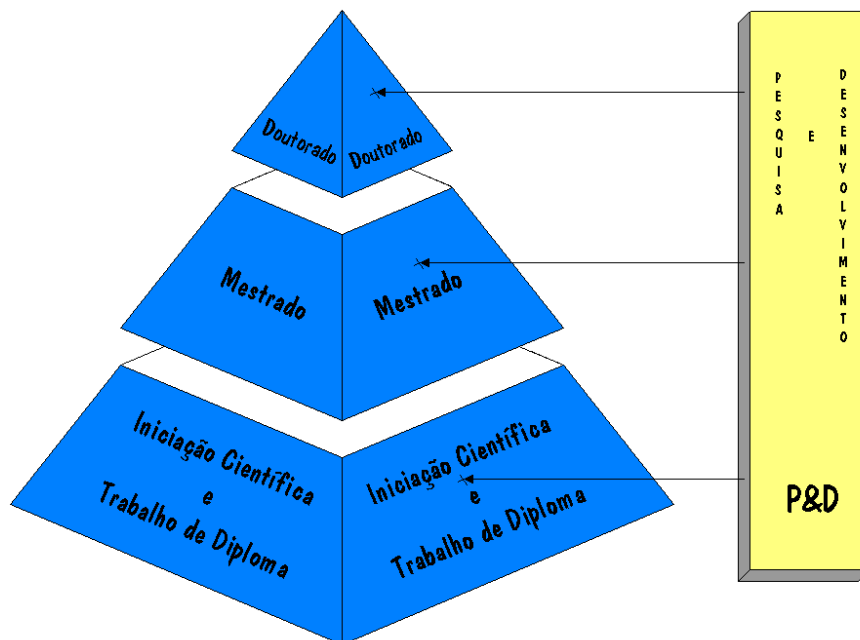 Doutorado
Doutorado
Mestrado
Mestrado
Iniciação Científica
e
Trabalho de Diploma
Iniciação Científica
e
Trabalho de Diploma
PESQUISA
E
DESENVOLVIMENTO
P&D